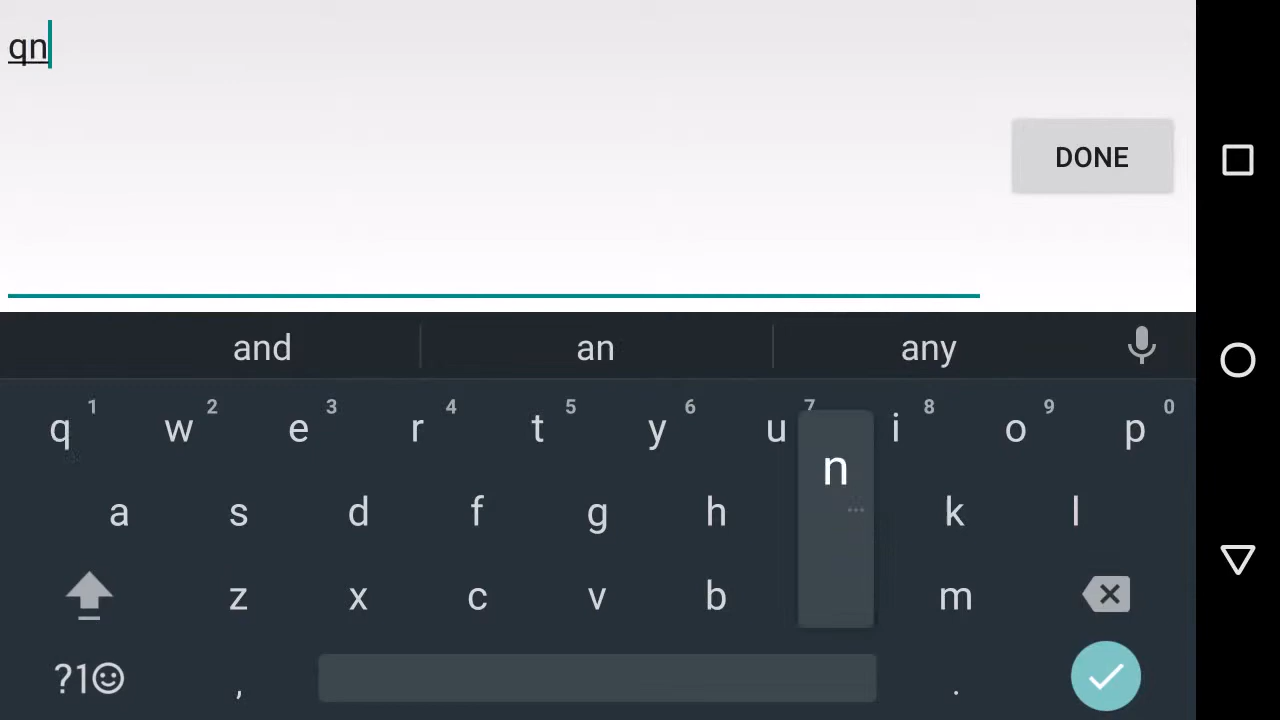 qn
DONE
and an any
q 1 w 2 e 3 r 4 t 5 y 6 u 7 i 8 o 9 p 0
n
a s d f g h k l
z x c v b m
?1☺ , .